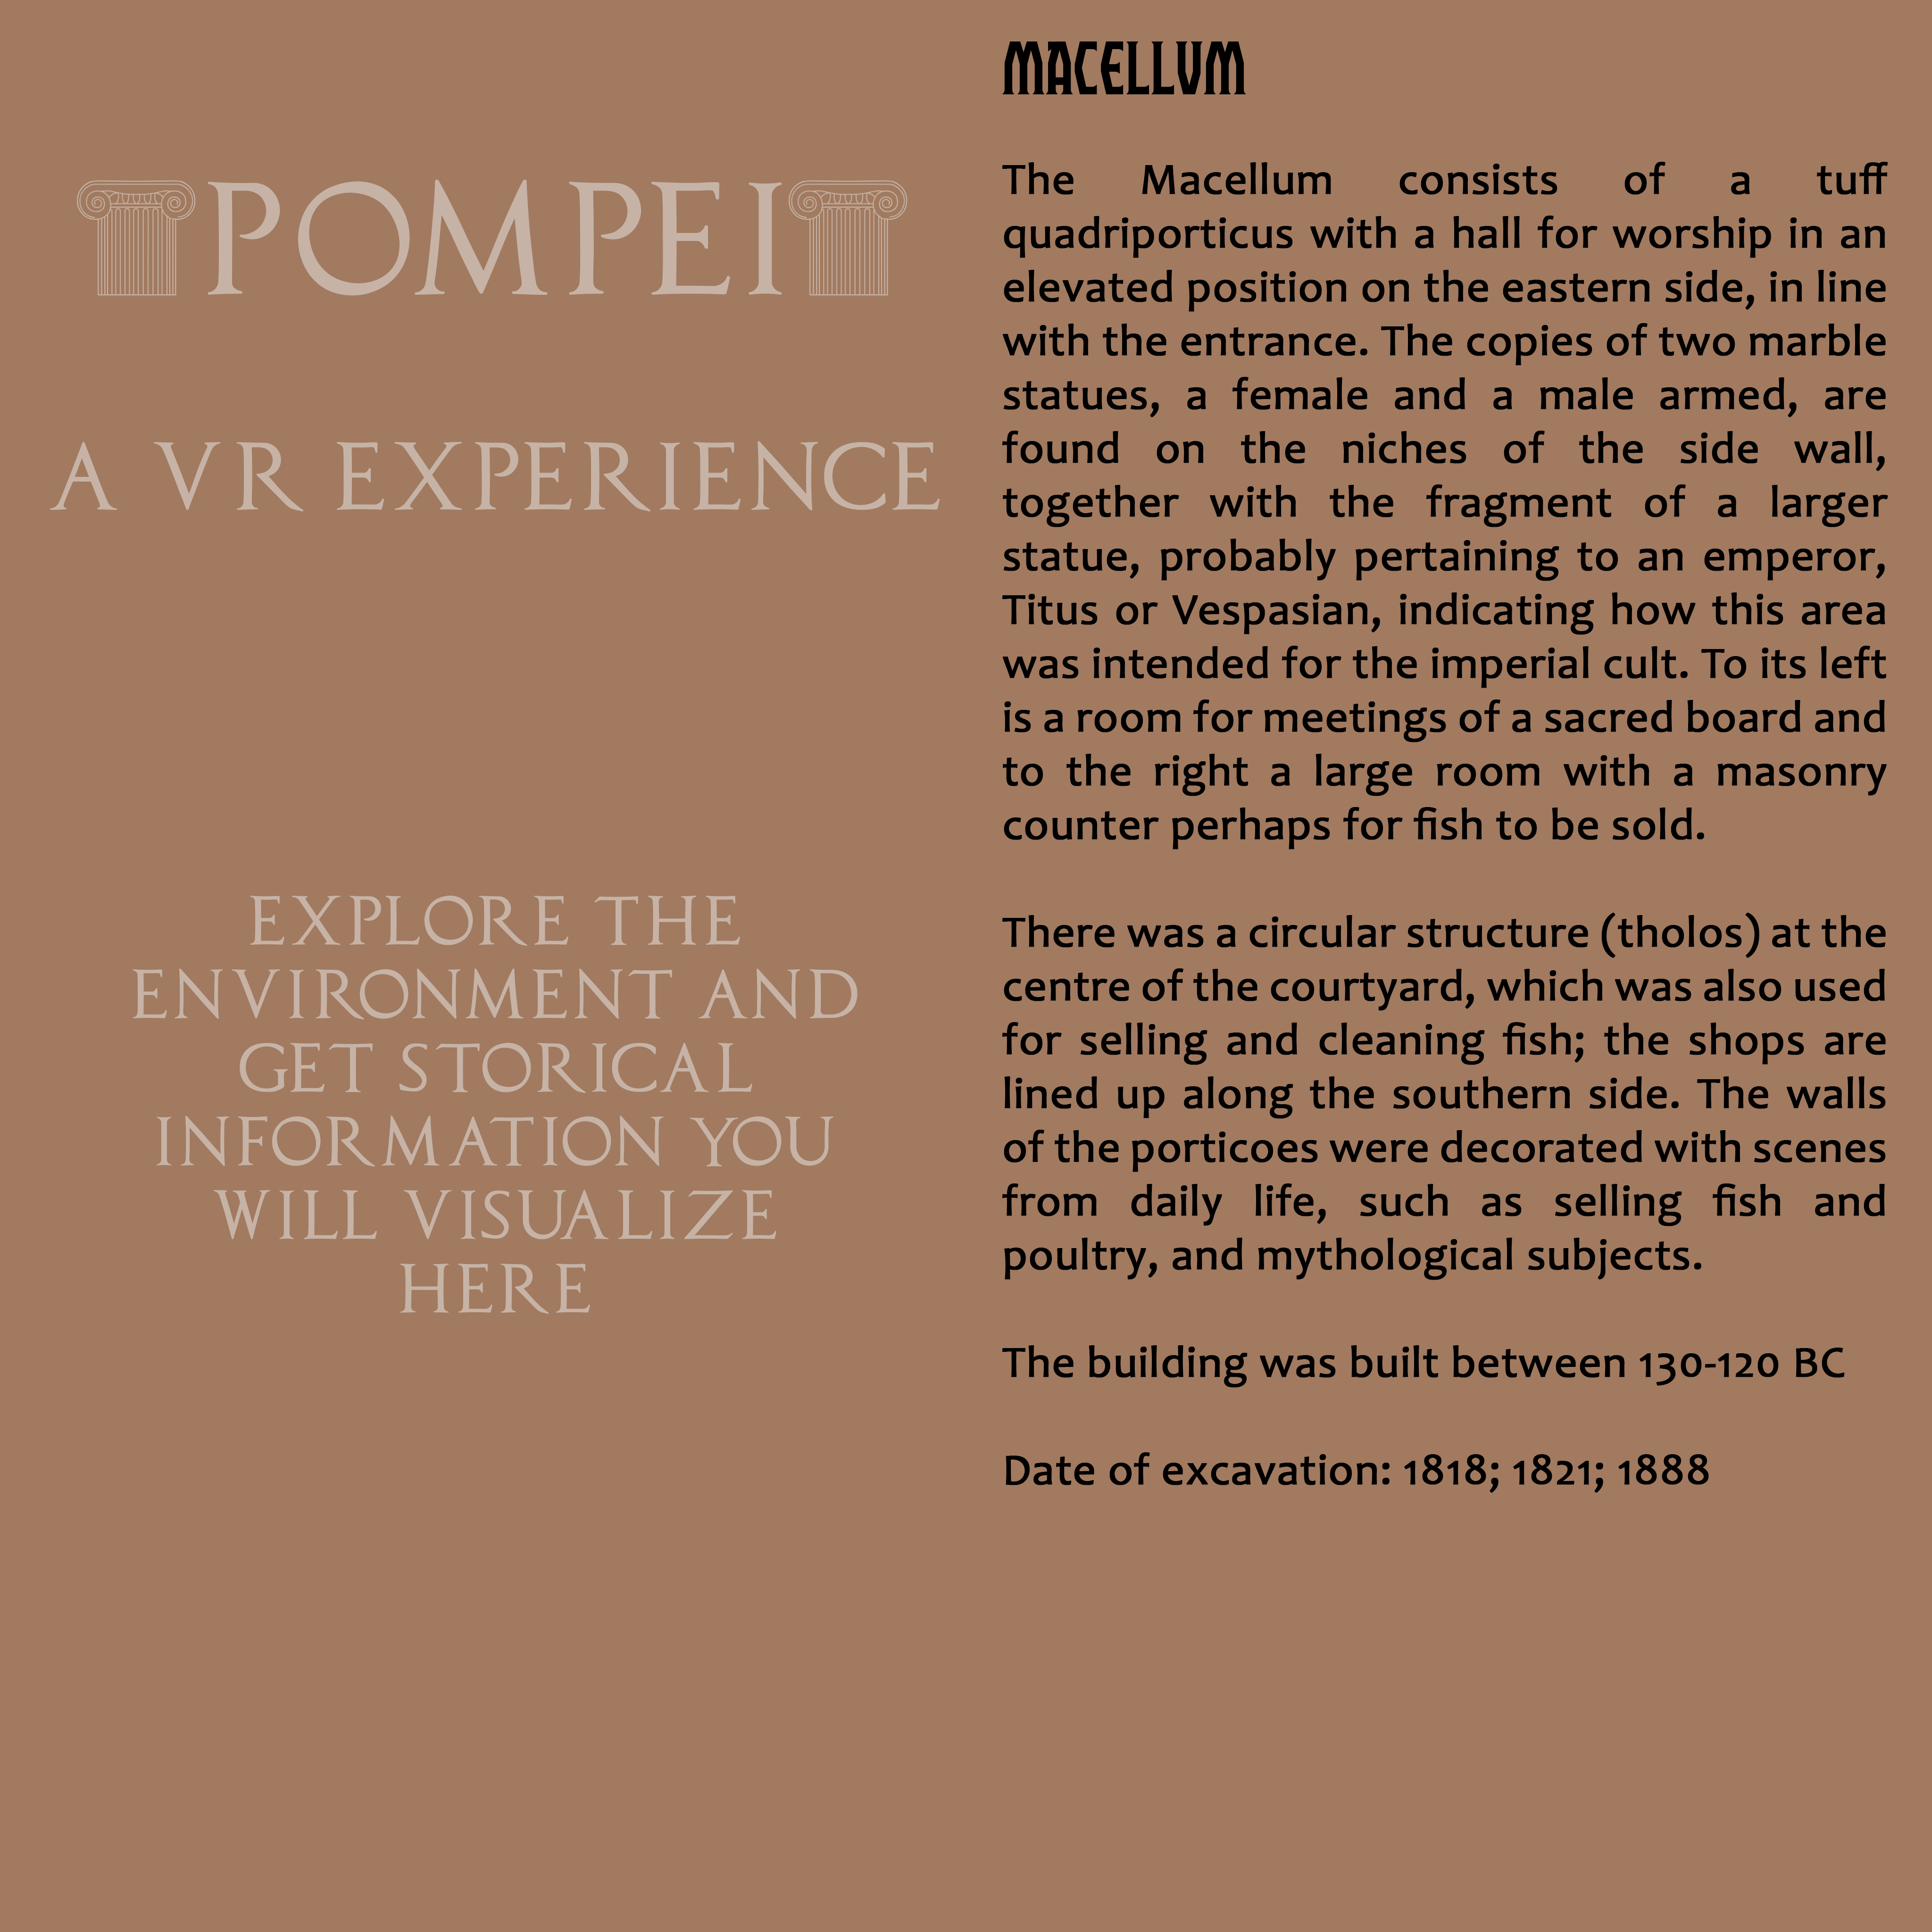 POMPEI
A VR EXPERIENCE
EXPLORE THE
ENVIRONMENT AND
GET STORICAL
INFORMATION YOU
WILL VISUALIZE
HERE
MACELLVM
The Macellum consists of a tuff
quadriporticus with a hall for worship in an
elevated position on the eastern side, in line
with the entrance. The copies of two marble
statues, a female and a male armed, are
found on the niches of the side wall,
together with the fragment of a larger
statue, probably pertaining to an emperor,
Titus or Vespasian, indicating how this area
was intended for the imperial cult. To its left
is a room for meetings of a sacred board and
to the right a large room with a masonry
counter perhaps for fish to be sold.
There was a circular structure (tholos) at the
centre of the courtyard, which was also used
for selling and cleaning fish; the shops are
lined up along the southern side. The walls
of the porticoes were decorated with scenes
from daily life, such as selling fish and
poultry, and mythological subjects.
The building was built between 130-120 BC
Date of excavation: 1818; 1821; 1888